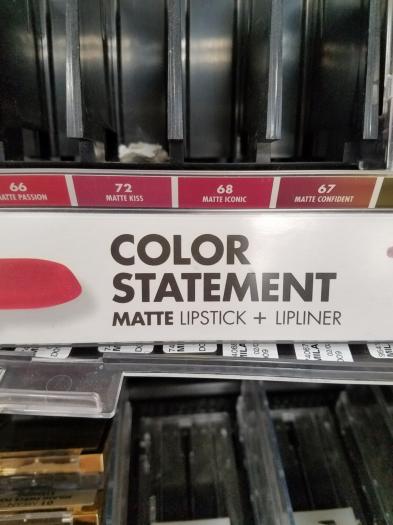 66
MATTE PASSION
72
MATTE KISS
68
MATTE ICONIC
67
MATTE CONFIDENT
COLOR
STATEMENT
MATTE LIPSTICK + LIPLINER